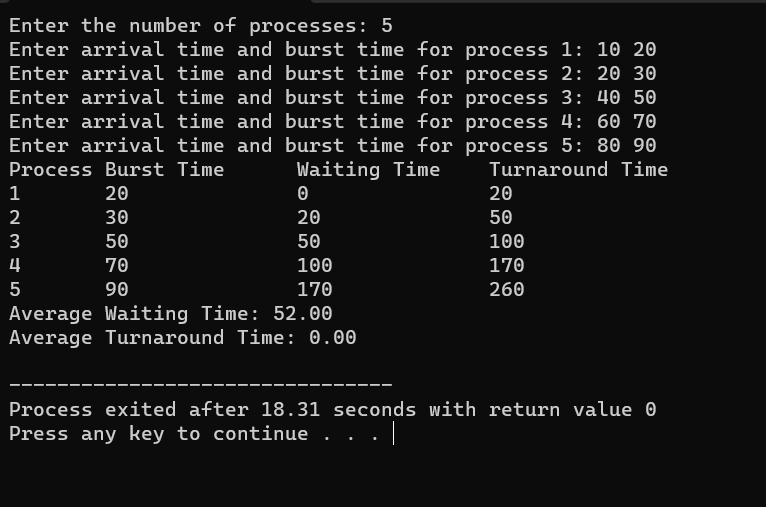 Enter the number of processes: 5
Enter arrival time and burst time for process 1: 10 20
Enter arrival time and burst time for process 2: 20 30
Enter arrival time and burst time for process 3: 40 50
Enter arrival time and burst time for process 4: 60 70
Enter arrival time and burst time for process 5: 80 90
Process Burst Time      Waiting Time    Turnaround Time
1       20              0               20
2       30              20              50
3       50              50              100
4       70              100             170
5       90              170             260
Average Waiting Time: 52.00
Average Turnaround Time: 0.00
--------------------------------
Process exited after 18.31 seconds with return value 0
Press any key to continue . . .